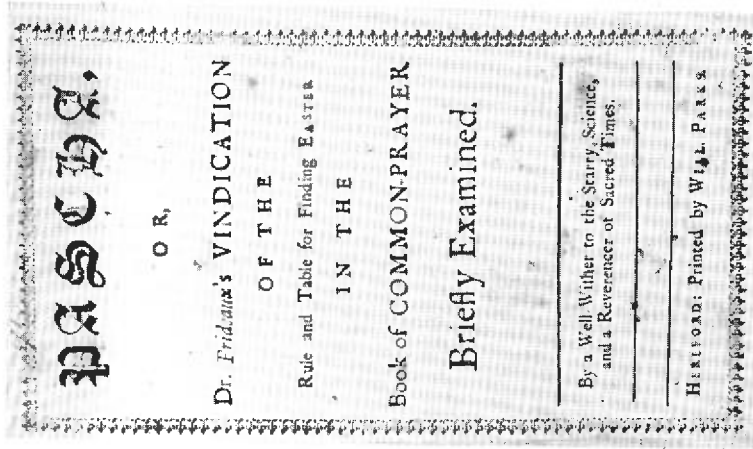 PASCHA.
OR,
Dr. Prideaux's VINDICATION
OF THE
Rule and Table for Finding EASTER
IN THE
Book of COMMON-PRAYER
Briefly Examined.
By a Well Wisher to the Starry Science,
and a Reverencer of Sacred Times.
HERTFORD: Printed by WILL. PARKS